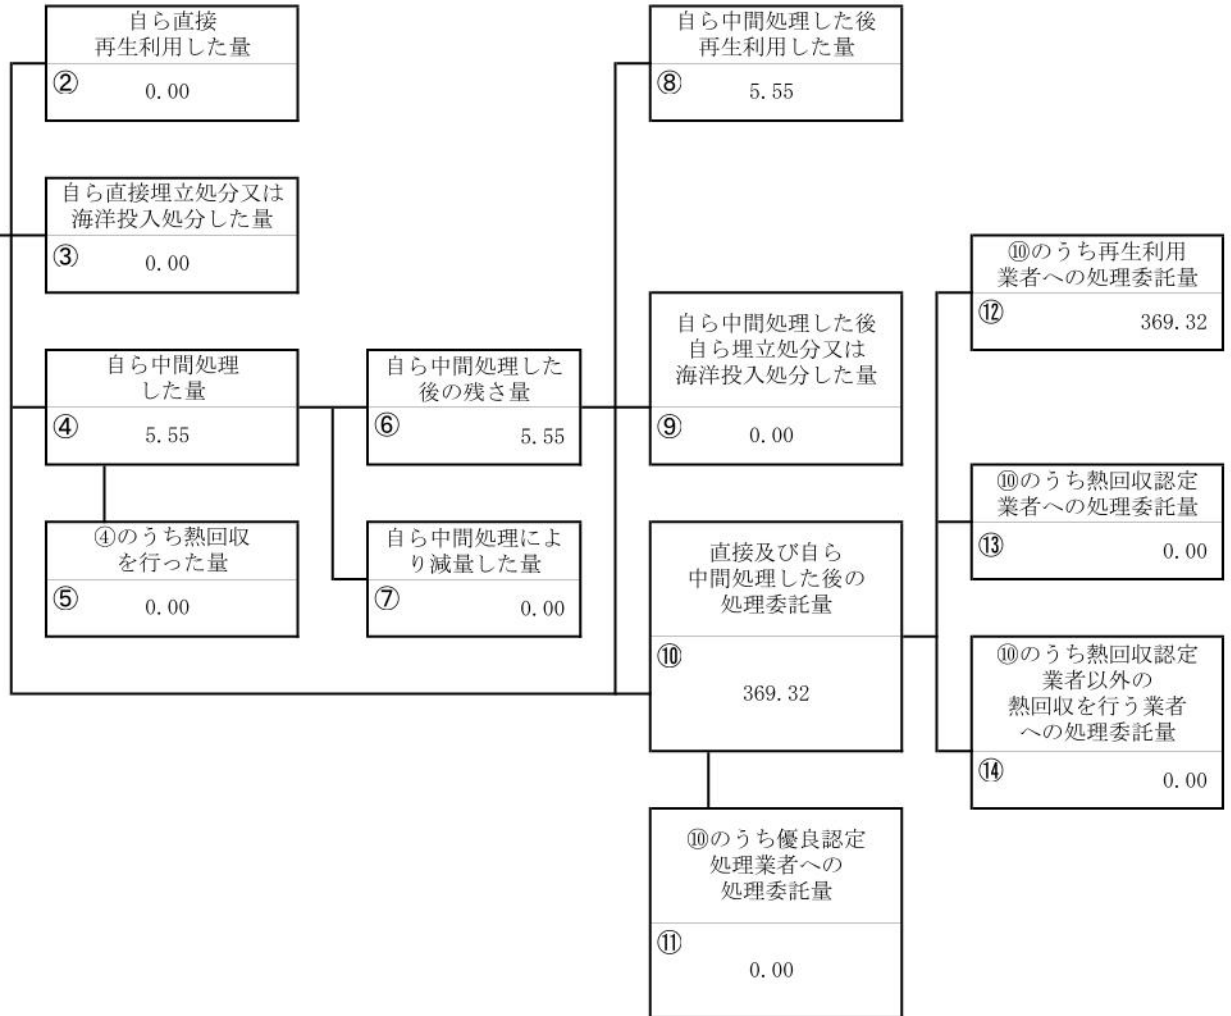 自ら直接
再生利用した量
② 0.00
自ら直接埋立処分又は
海洋投入処分した量
③ 0.00
自ら中間処理
した量
④ 5.55
④のうち熱回収
を行った量
⑤ 0.00
自ら中間処理した
後の残さ量
⑥ 5.55
自ら中間処理によ
り減量した量
⑦ 0.00
自ら中間処理した後
再生利用した量
⑧ 5.55
自ら中間処理した後
自ら埋立処分又は
海洋投入処分した量
⑨ 0.00
直接及び自ら
中間処理した後の
処理委託量
⑩
369.32
⑩のうち優良認定
処理業者への
処理委託量
⑪
0.00
⑩のうち再生利用
業者への処理委託量
⑫ 369.32
⑩のうち熱回収認定
業者への処理委託量
⑬ 0.00
⑩のうち熱回収認定
業者以外の
熱回収を行う業者
への処理委託量
⑭ 0.00